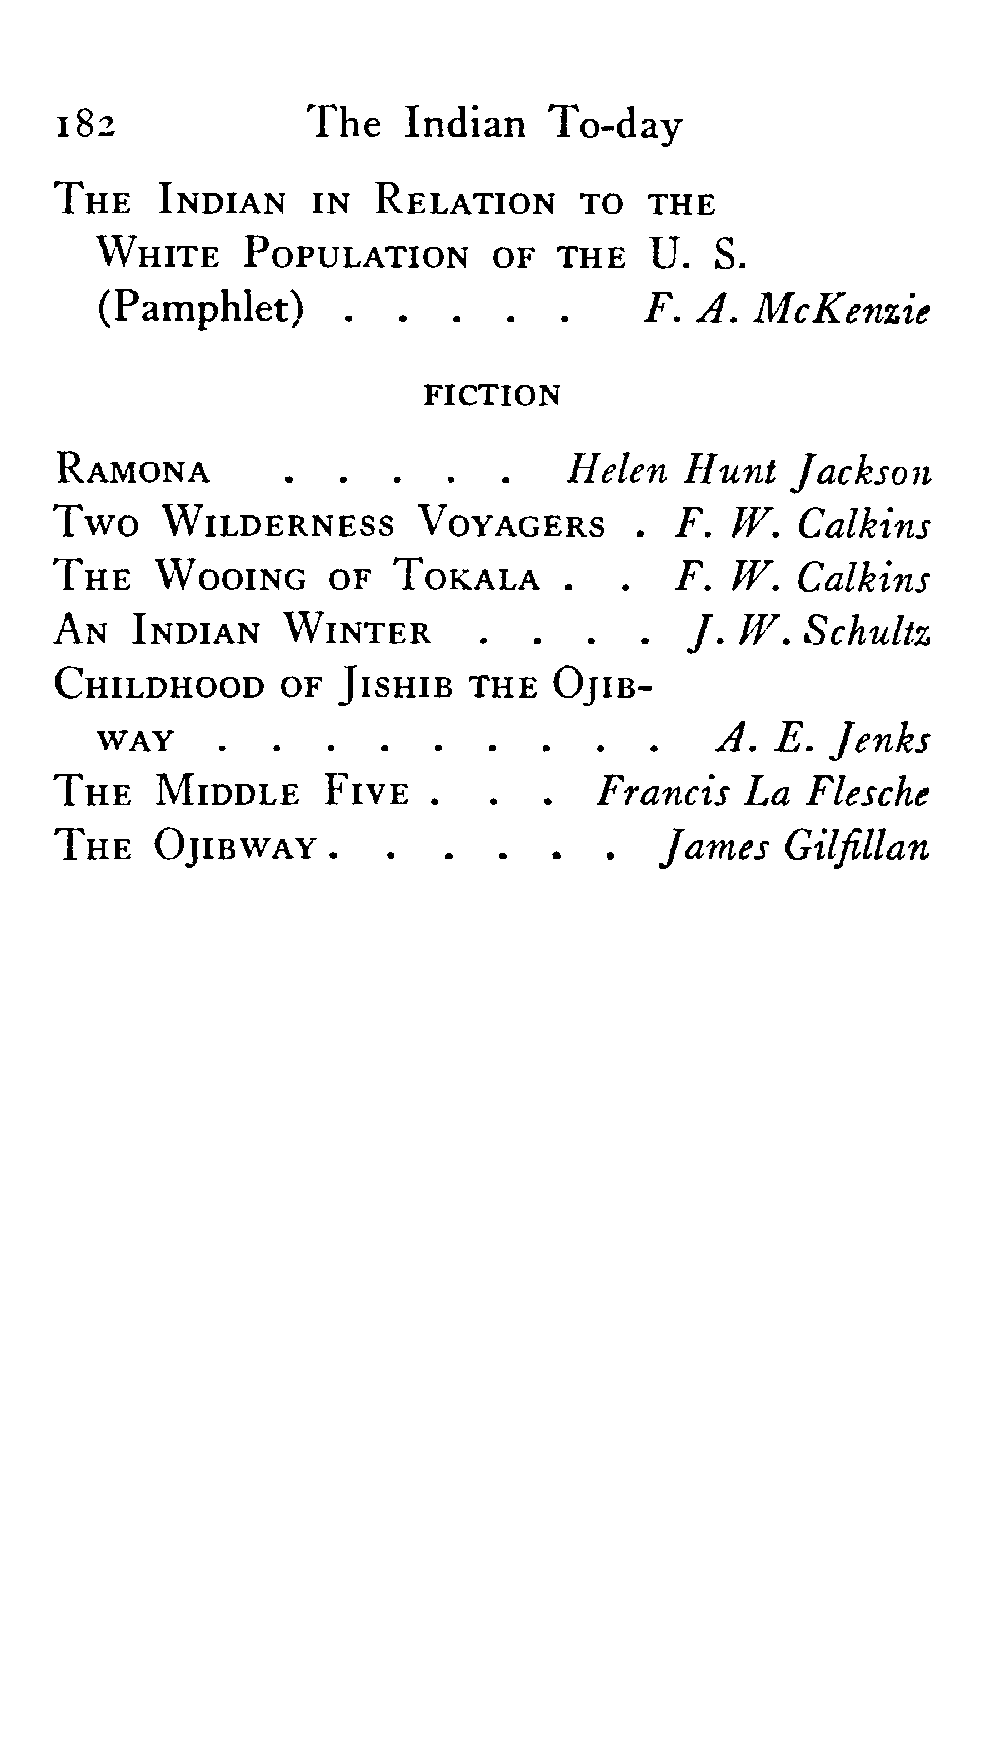 182 The Indian To-day
The Indian in Relation to the
White Population of the U. S.
(Pamphlet) . . . . . F. A. McKenzie
FICTION
Ramona . . . . . Helen Hunt Jackson
Two Wilderness Voyagers . F. W. Calkins
The Wooing of Tokala . . F. W. Calkins
An Indian Winter . . . . J. W. Schultz
Childhood of Jishib the Ojib-
way . . . . . . . . . A. E. Jenks
The Middle Five . . . Francis La Flesche
The Ojibway . . . . . . James Gilfillan